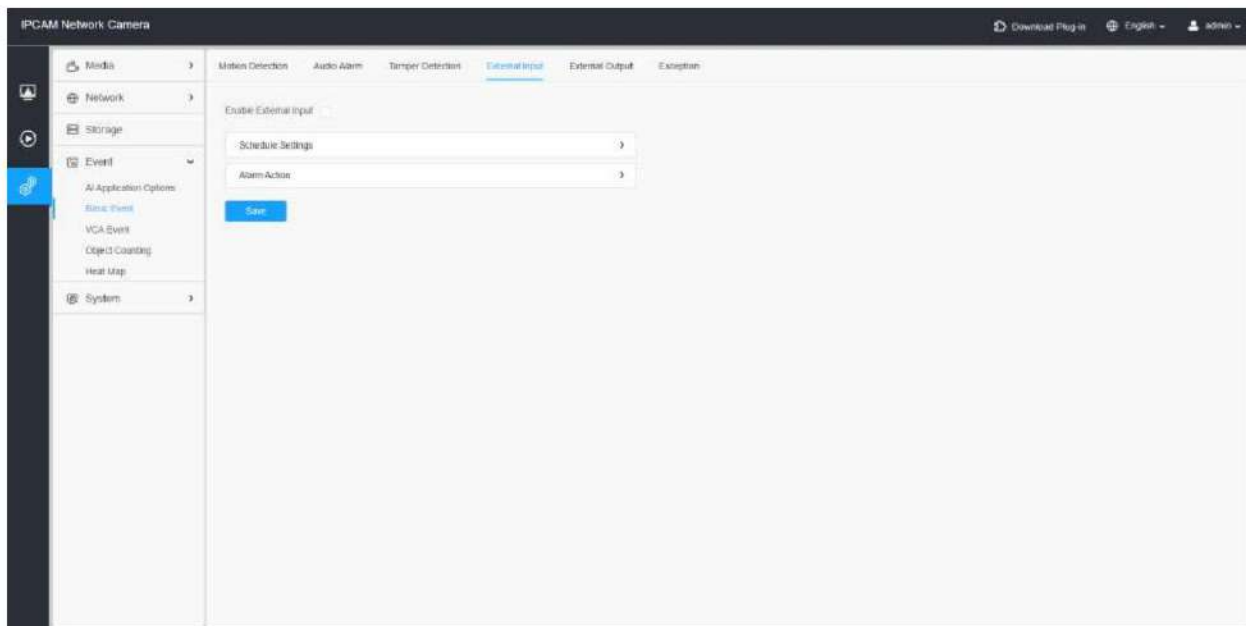 IPCAM Network Camera
Download Plug-in
English
admin
Media
Network
Storage
Event
AI Application Options
Basic Event
VCA Event
Object Counting
Heat Map
System
Motion Detection
Audio Alarm
Tamper Detection
External Input
External Output
Exception
Enable External Input
Schedule Settings
Alarm Action
Save